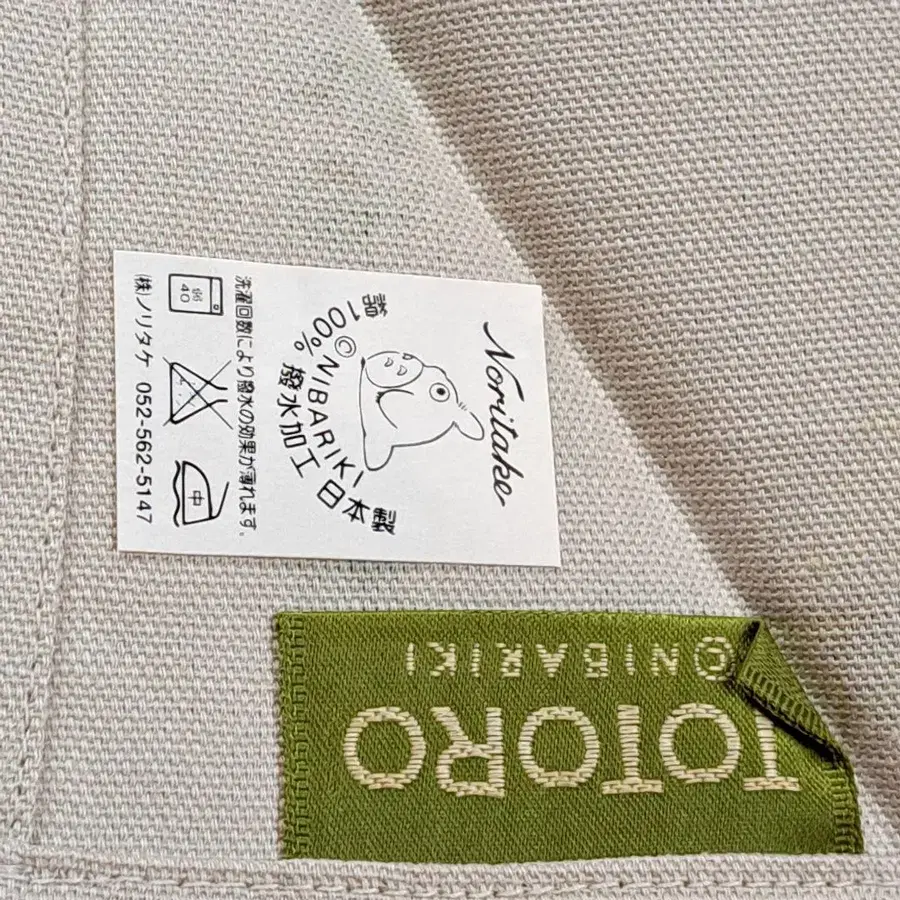 Noritake
綿100% 撥水加工 日本製
©NIBARIKI
洗濯回数により撥水の効果が薄れます。
弱
40
中
(株)ノリタケ 052-562-5147
©NIBARIKI
TOTORO